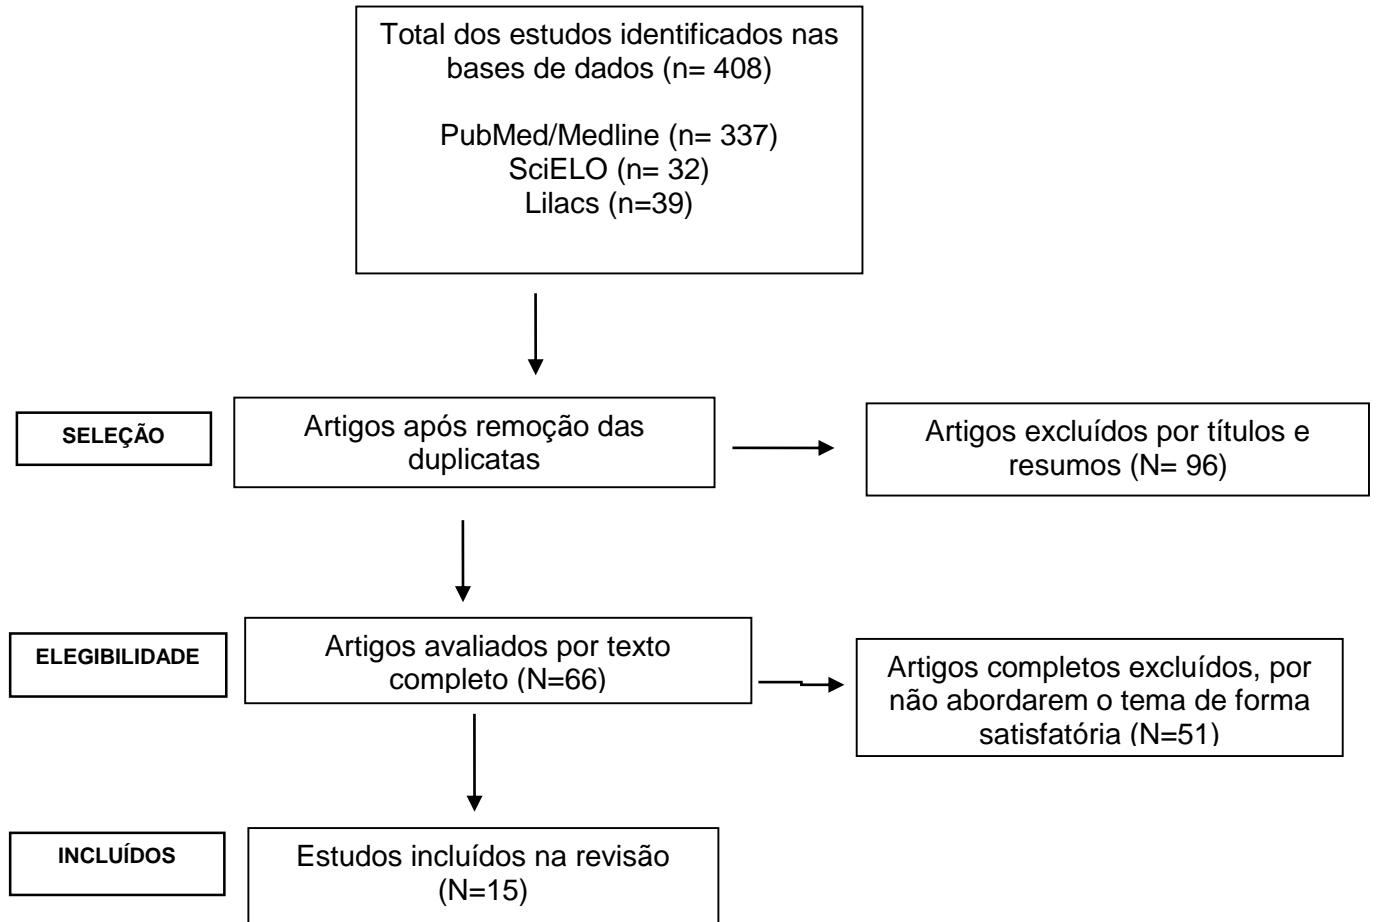 Total dos estudos identificados nas
bases de dados (n= 408)
PubMed/Medline (n= 337)
SciELO (n= 32)
Lilacs (n=39)
SELEÇÃO
Artigos após remoção das
duplicatas
Artigos excluídos por títulos e
resumos (N= 96)
ELEGIBILIDADE
Artigos avaliados por texto
completo (N=66)
Artigos completos excluídos, por
não abordarem o tema de forma
satisfatória (N=51)
INCLUÍDOS
Estudos incluídos na revisão
(N=15)